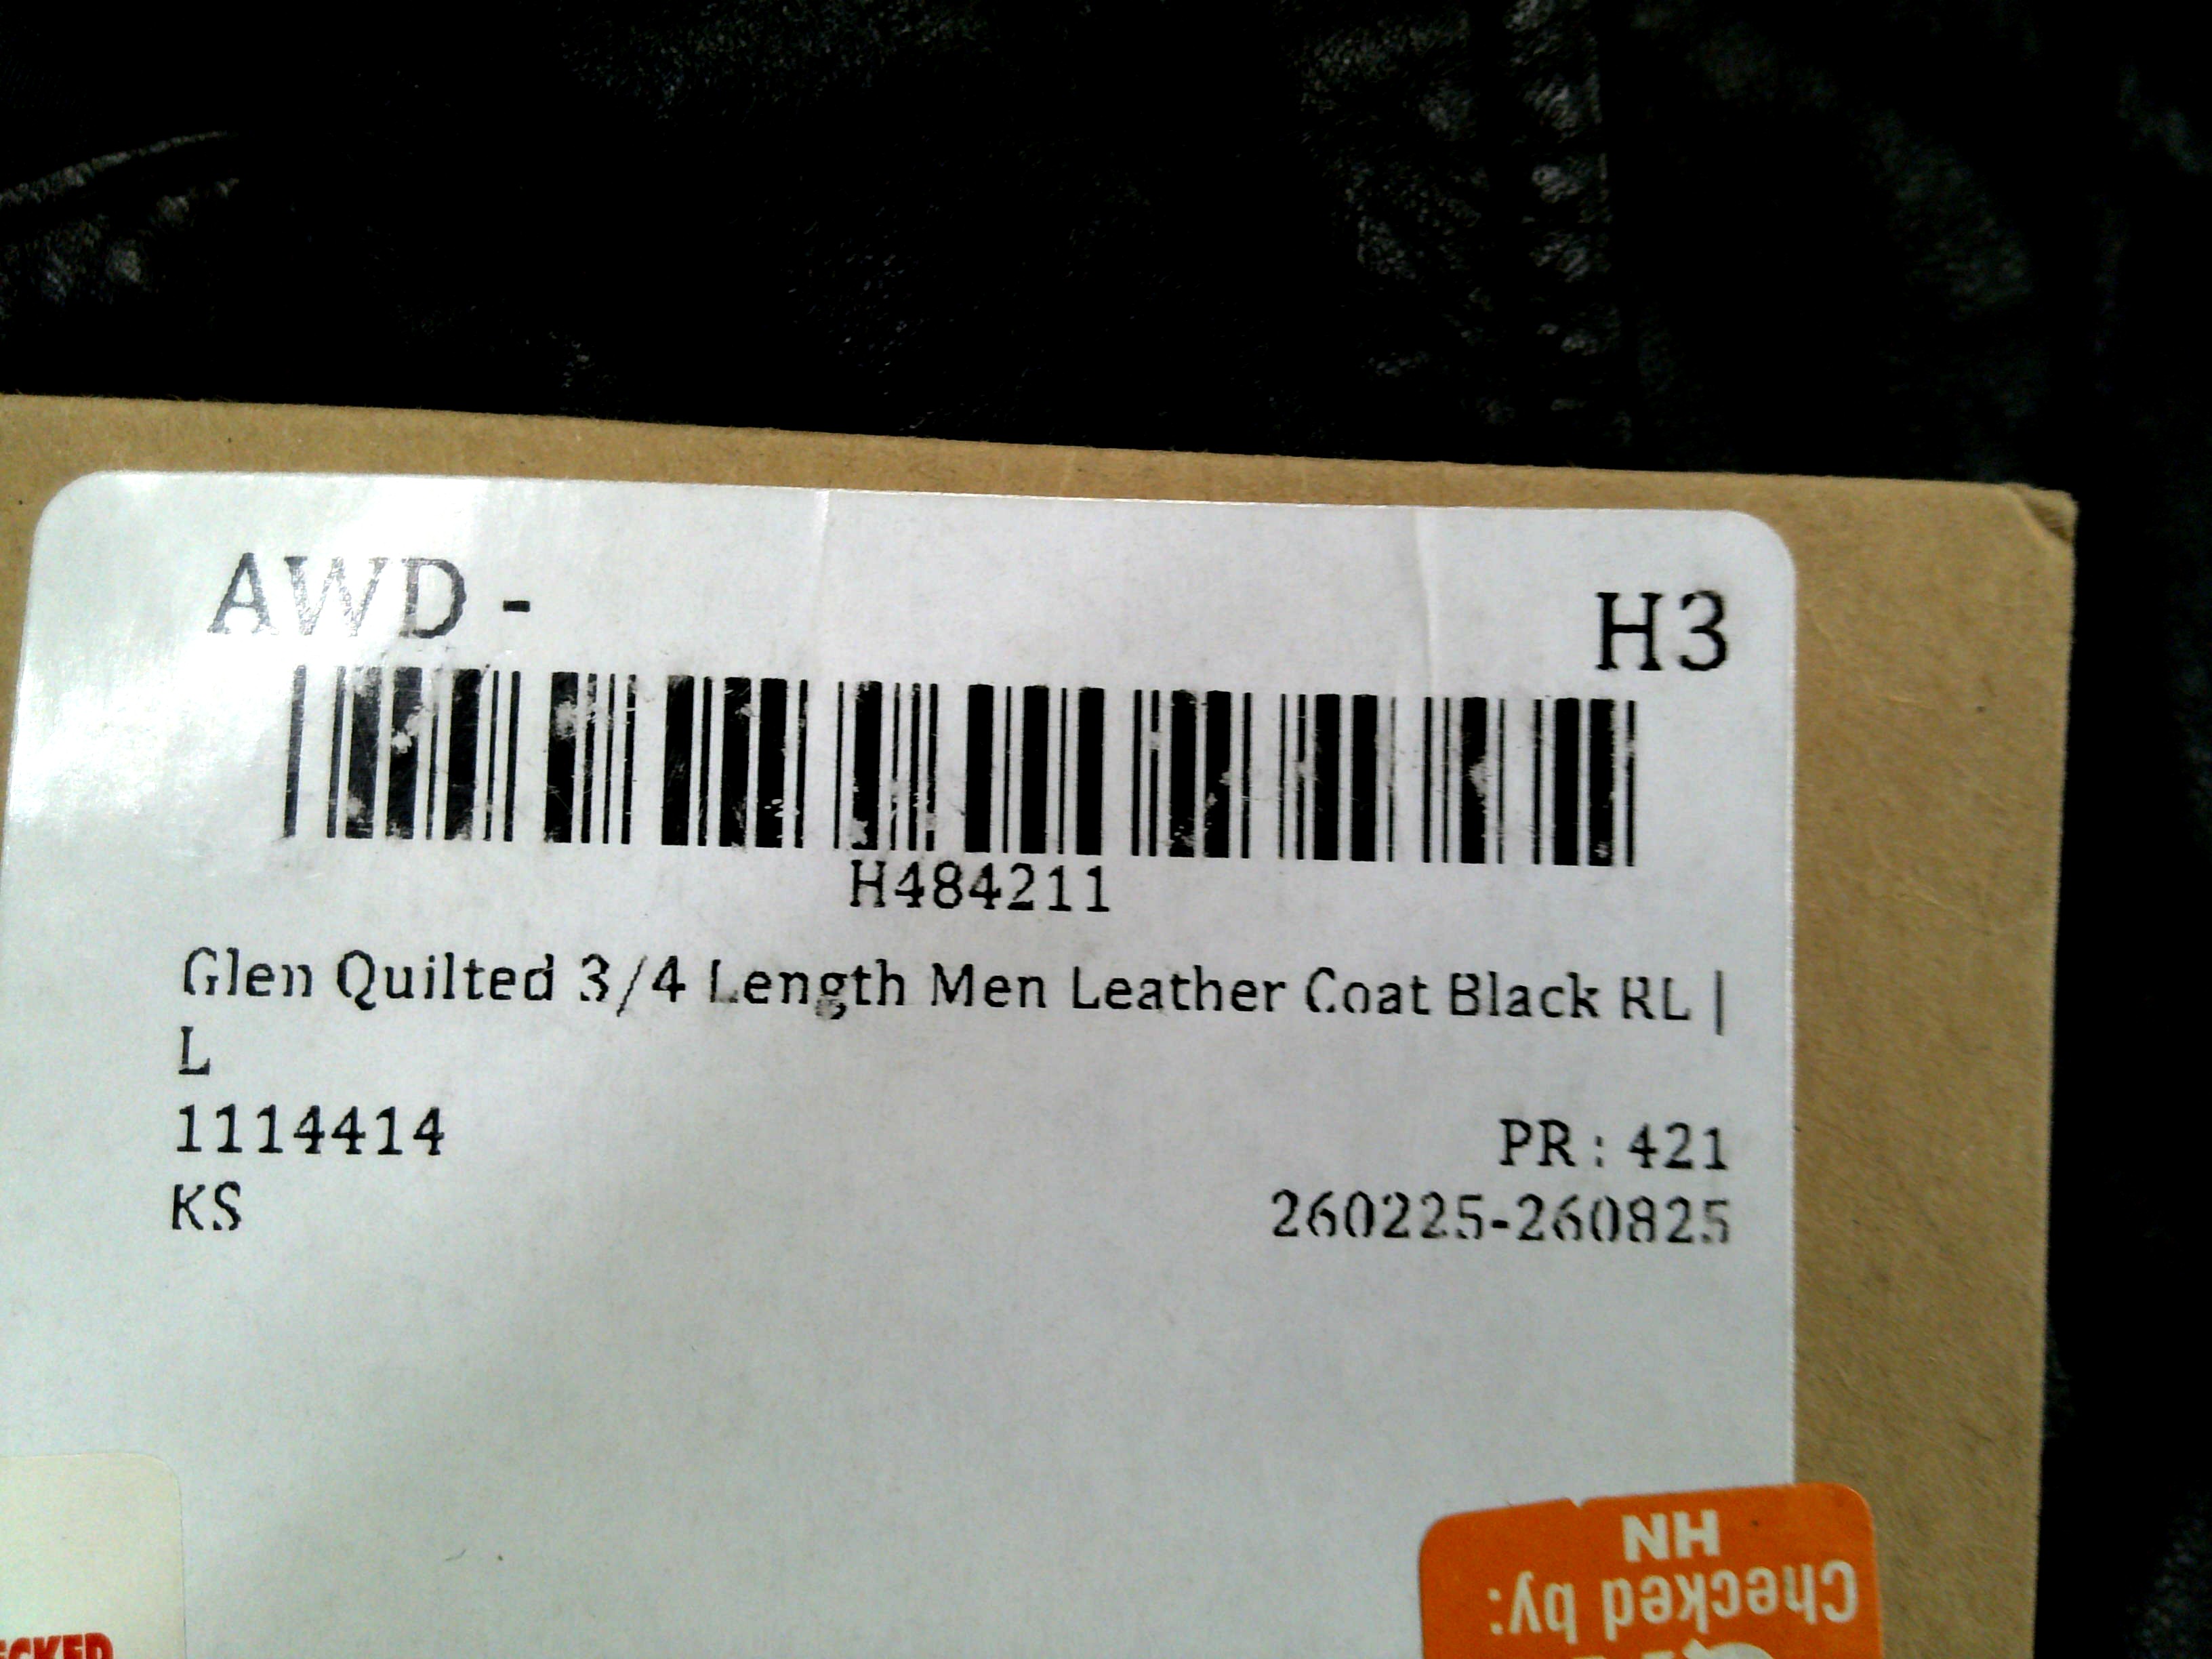 AWD -
H3
H484211
Glen Quilted 3/4 Length Men Leather Coat Black RL |
L
1114414
PR : 421
KS
260225-260825
Checked by:
HN